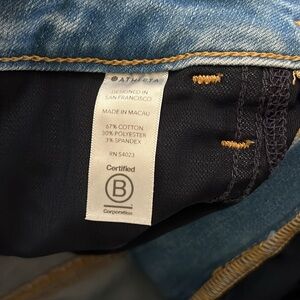 ATHLETA
DESIGNED IN
SAN FRANCISCO
MADE IN MACAU
67% COTTON
30% POLYESTER
3% SPANDEX
RN 54023
Certified
B
Corporation